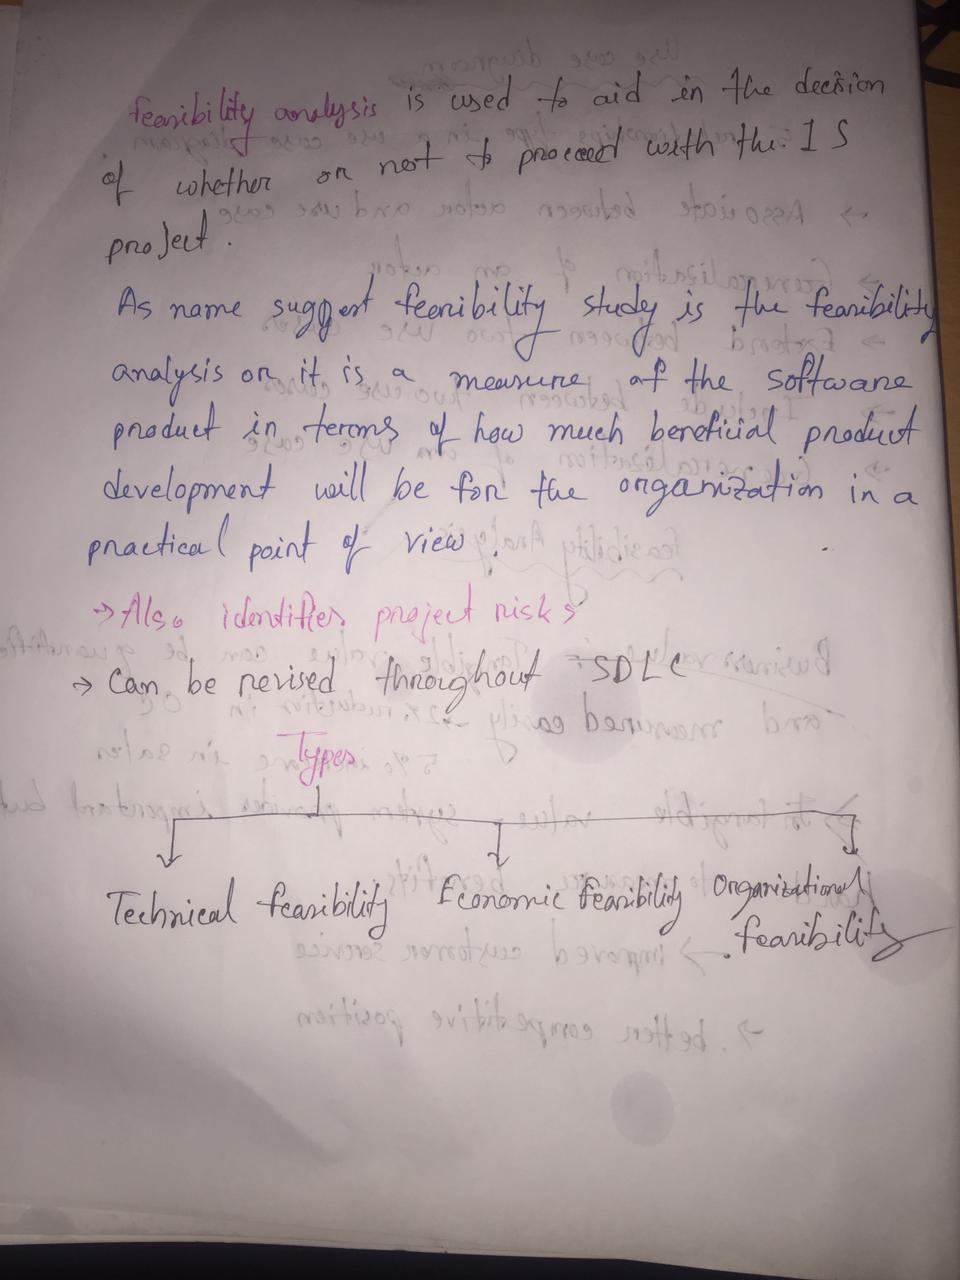 feasibility analysis is used to aid in the decision
of whether or not to proceed with the IS
project.
As name suggest feasibility study is the feasibility
analysis or it is a measure of the software
product in terms of how much beneficial product
development will be for the organization in a
practical point of view.
→ Also identifies project risks
→ Can be revised throughout SDLC
Types
Technical feasibility
Economic feasibility
Organizational
feasibility